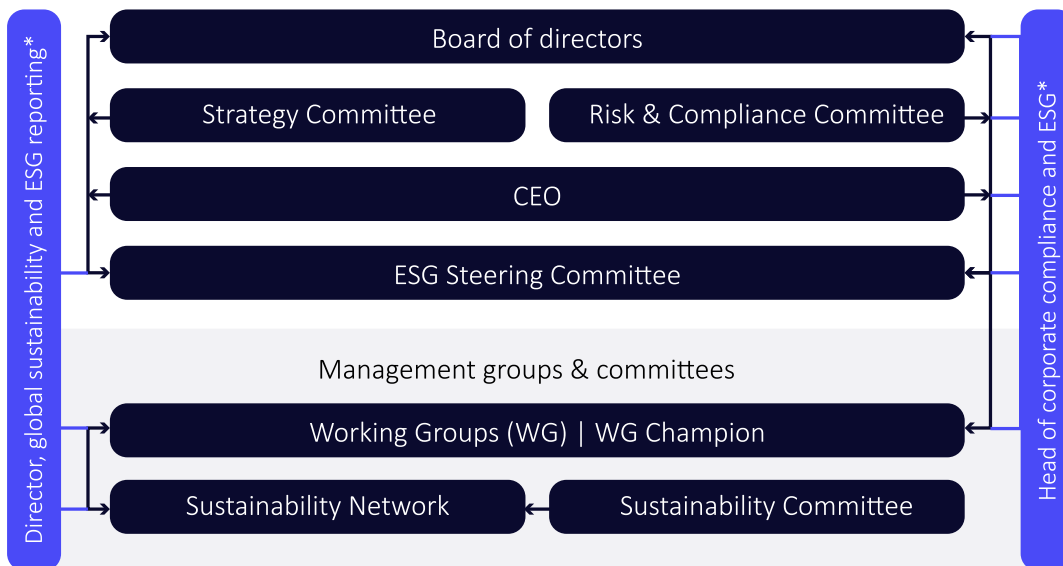 Director, global sustainability and ESG reporting*
Board of directors
Strategy Committee
Risk & Compliance Committee
CEO
ESG Steering Committee
Management groups & committees
Working Groups (WG) | WG Champion
Sustainability Network
Sustainability Committee
Head of corporate compliance and ESG*